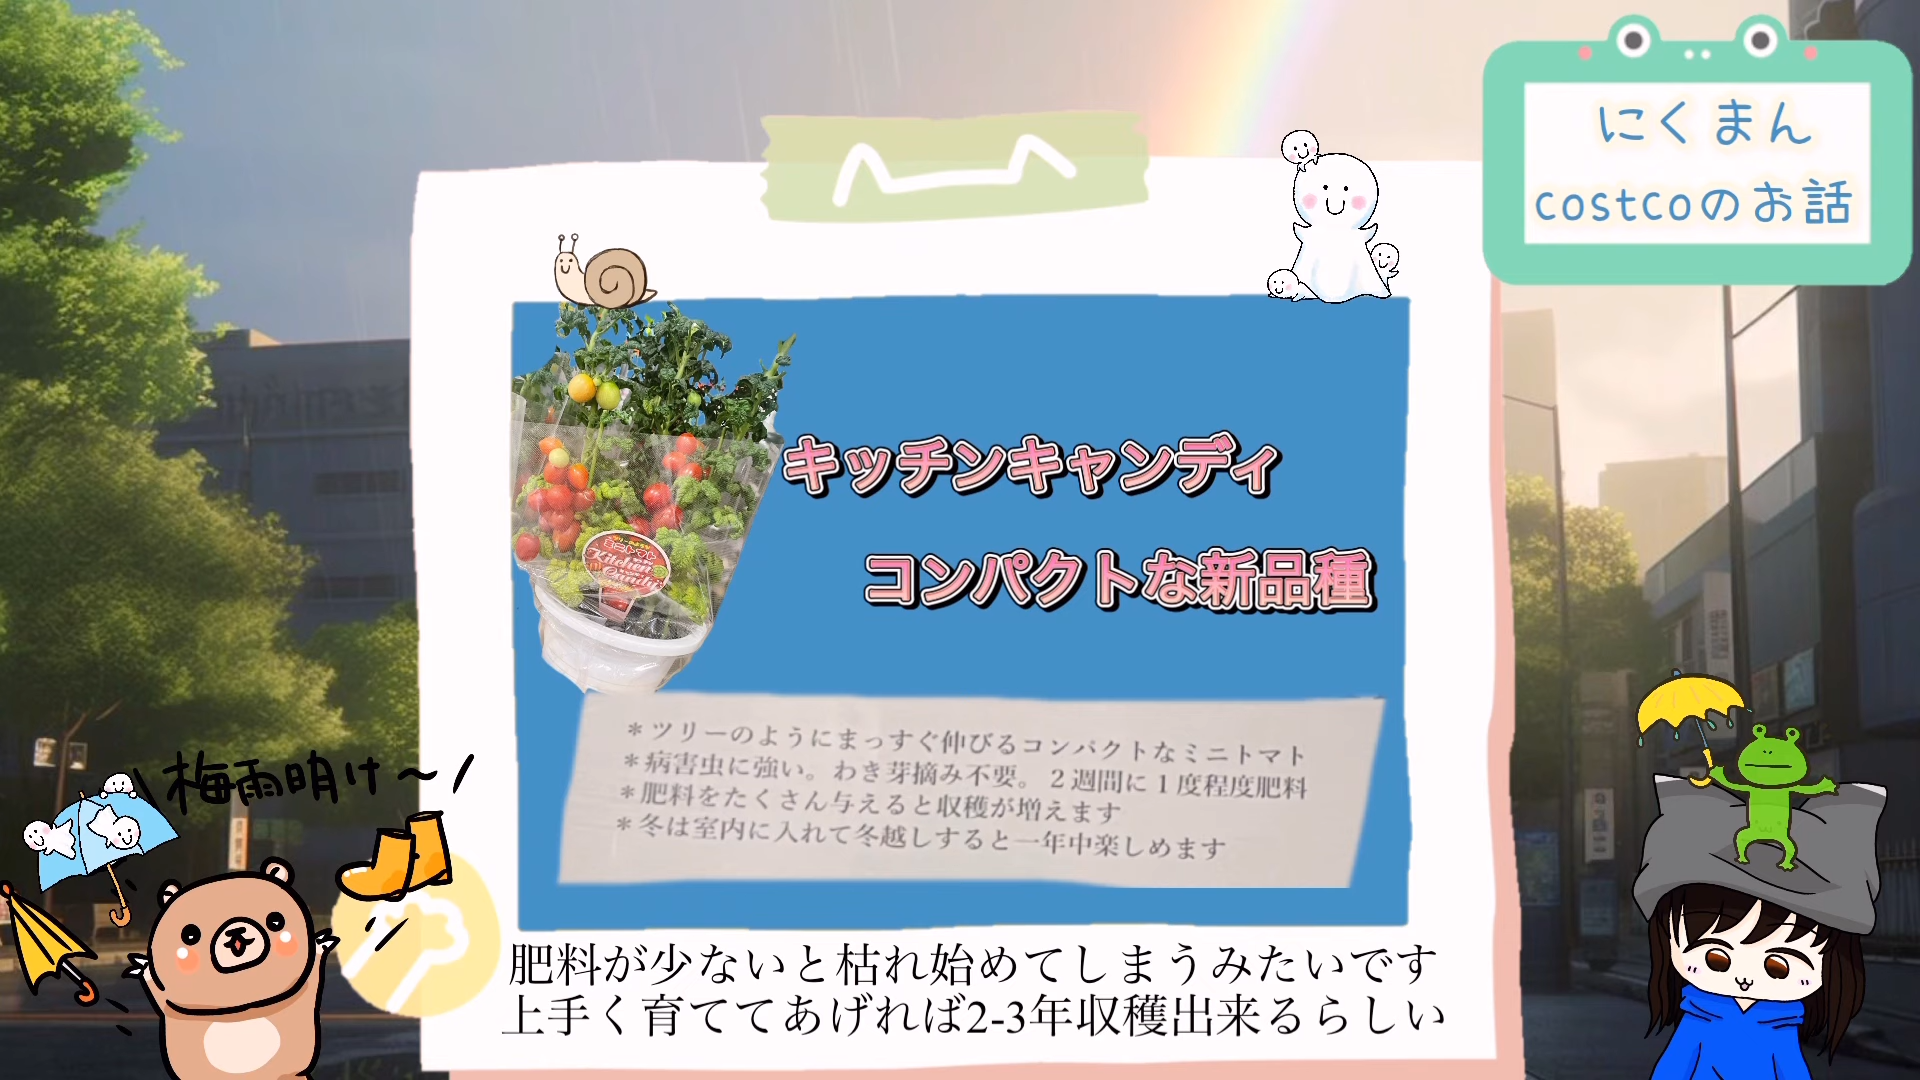 にくまん
costcoのお話
キッチンキャンディ
コンパクトな新品種
ミニトマト
Kitchen
Candy
＊ツリーのようにまっすぐ伸びるコンパクトなミニトマト
＊病害虫に強い。わき芽摘み不要。２週間に１度程度肥料
＊肥料をたくさん与えると収穫が増えます
＊冬は室内に入れて冬越しすると一年中楽しめます
梅雨明け〜
肥料が少ないと枯れ始めてしまうみたいです
上手く育ててあげれば2-3年収穫出来るらしい